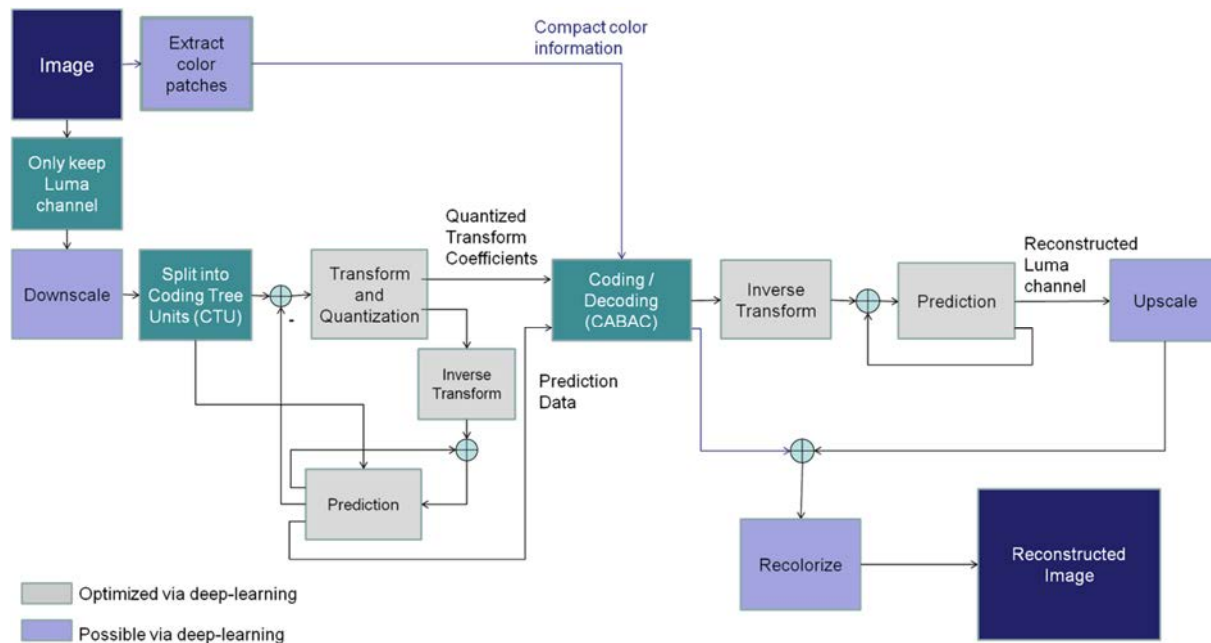 Image
Extract
color
patches
Compact color
information
Only keep
Luma
channel
Downscale
Split into
Coding Tree
Units (CTU)
-
Transform
and
Quantization
Quantized
Transform
Coefficients
Inverse
Transform
Prediction
Prediction
Data
Coding /
Decoding
(CABAC)
Inverse
Transform
Prediction
Reconstructed
Luma
channel
Upscale
Recolorize
Reconstructed
Image
Optimized via deep-learning
Possible via deep-learning